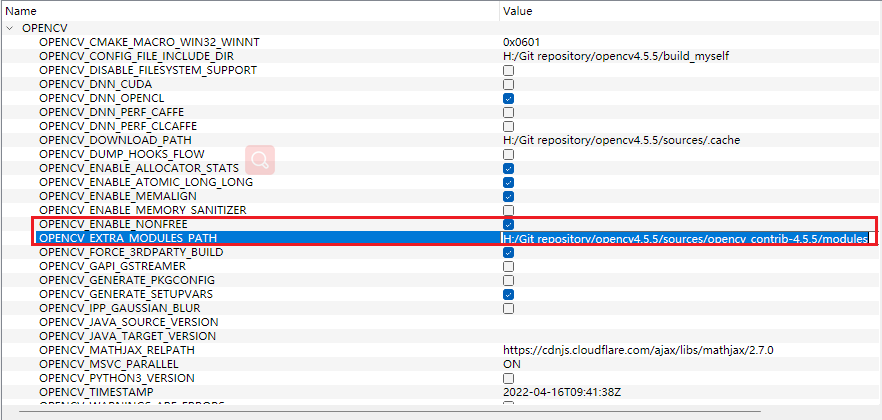 Name Value
OPENCV
OPENCV_CMAKE_MACRO_WIN32_WINNT 0x0601
OPENCV_CONFIG_FILE_INCLUDE_DIR H:/Git repository/opencv4.5.5/build_myself
OPENCV_DISABLE_FILESYSTEM_SUPPORT
OPENCV_DNN_CUDA
OPENCV_DNN_OPENCL
OPENCV_DNN_PERF_CAFFE
OPENCV_DNN_PERF_CLCAFFE
OPENCV_DOWNLOAD_PATH H:/Git repository/opencv4.5.5/sources/.cache
OPENCV_DUMP_HOOKS_FLOW
OPENCV_ENABLE_ALLOCATOR_STATS
OPENCV_ENABLE_ATOMIC_LONG_LONG
OPENCV_ENABLE_MEMALIGN
OPENCV_ENABLE_MEMORY_SANITIZER
OPENCV_ENABLE_NONFREE
OPENCV_EXTRA_MODULES_PATH H:/Git repository/opencv4.5.5/sources/opencv_contrib-4.5.5/modules
OPENCV_FORCE_3RDPARTY_BUILD
OPENCV_GAPI_GSTREAMER
OPENCV_GENERATE_PKGCONFIG
OPENCV_GENERATE_SETUPVARS
OPENCV_IPP_GAUSSIAN_BLUR
OPENCV_JAVA_SOURCE_VERSION
OPENCV_JAVA_TARGET_VERSION
OPENCV_MATHJAX_RELPATH https://cdnjs.cloudflare.com/ajax/libs/mathjax/2.7.0
OPENCV_MSVC_PARALLEL ON
OPENCV_PYTHON3_VERSION
OPENCV_TIMESTAMP 2022-04-16T09:41:38Z
OPENCV_WARNINGS_ARE_ERRORS